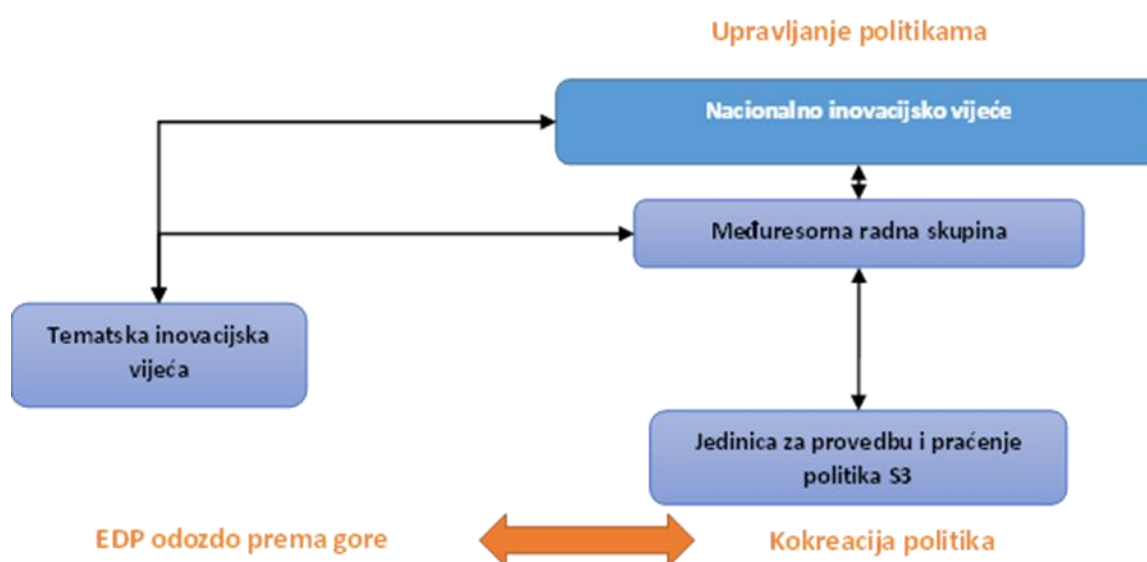 Upravljanje politikama
Nacionalno inovacijsko vijeće
Međuresorna radna skupina
Tematska inovacijska
vijeća
Jedinica za provedbu i praćenje
politika S3
EDP odozdo prema gore
Kokreacija politika